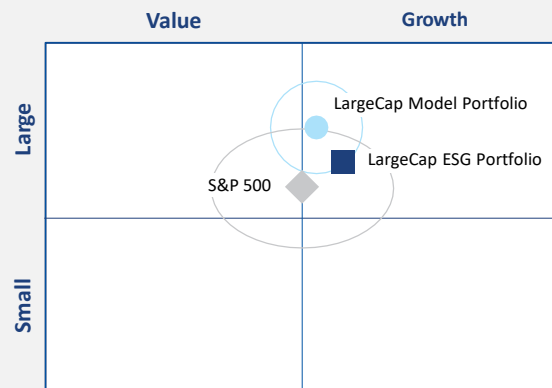 Value
Growth
Large
LargeCap Model Portfolio
LargeCap ESG Portfolio
S&P 500
Small